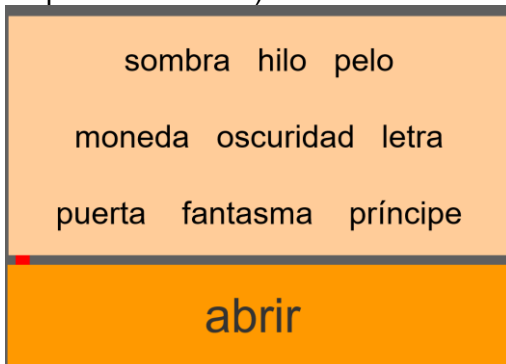 sombra hilo pelo
moneda oscuridad letra
puerta fantasma príncipe
abrir